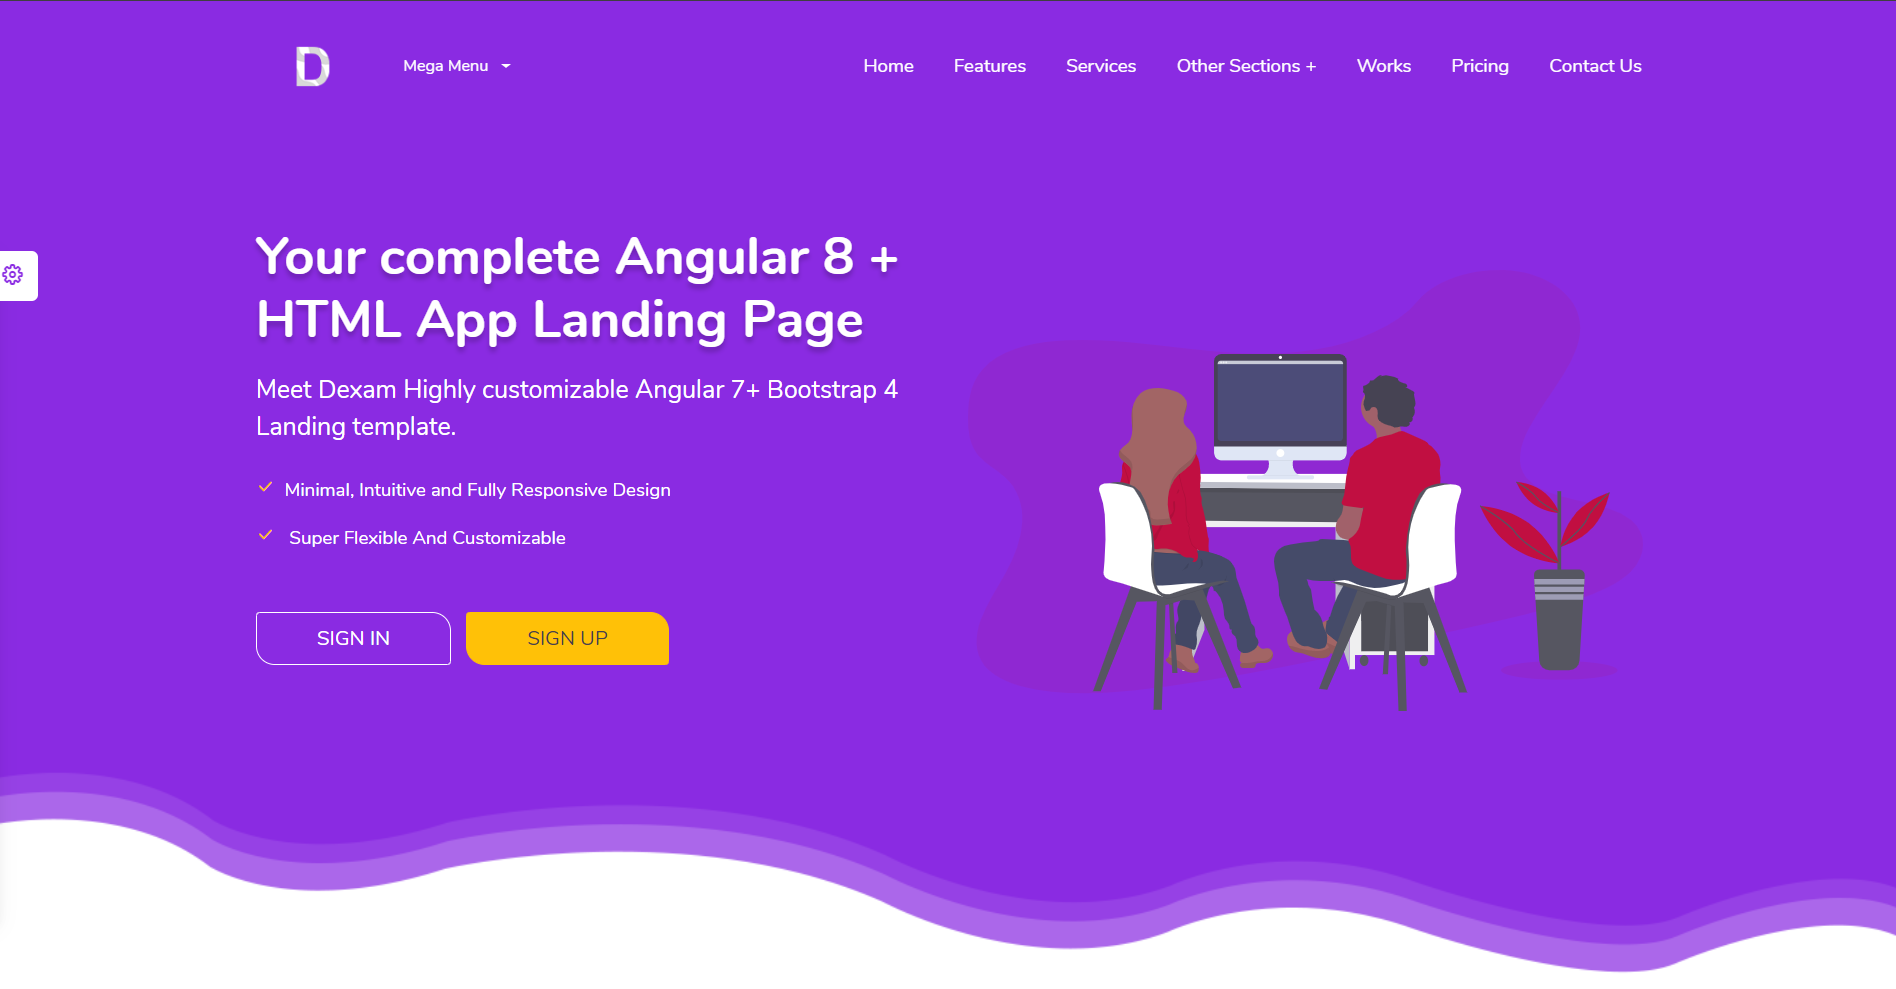 D
Mega Menu
Home Features Services Other Sections + Works Pricing Contact Us
Your complete Angular 8 +
HTML App Landing Page
Meet Dexam Highly customizable Angular 7+ Bootstrap 4
Landing template.
Minimal, Intuitive and Fully Responsive Design
Super Flexible And Customizable
SIGN IN SIGN UP